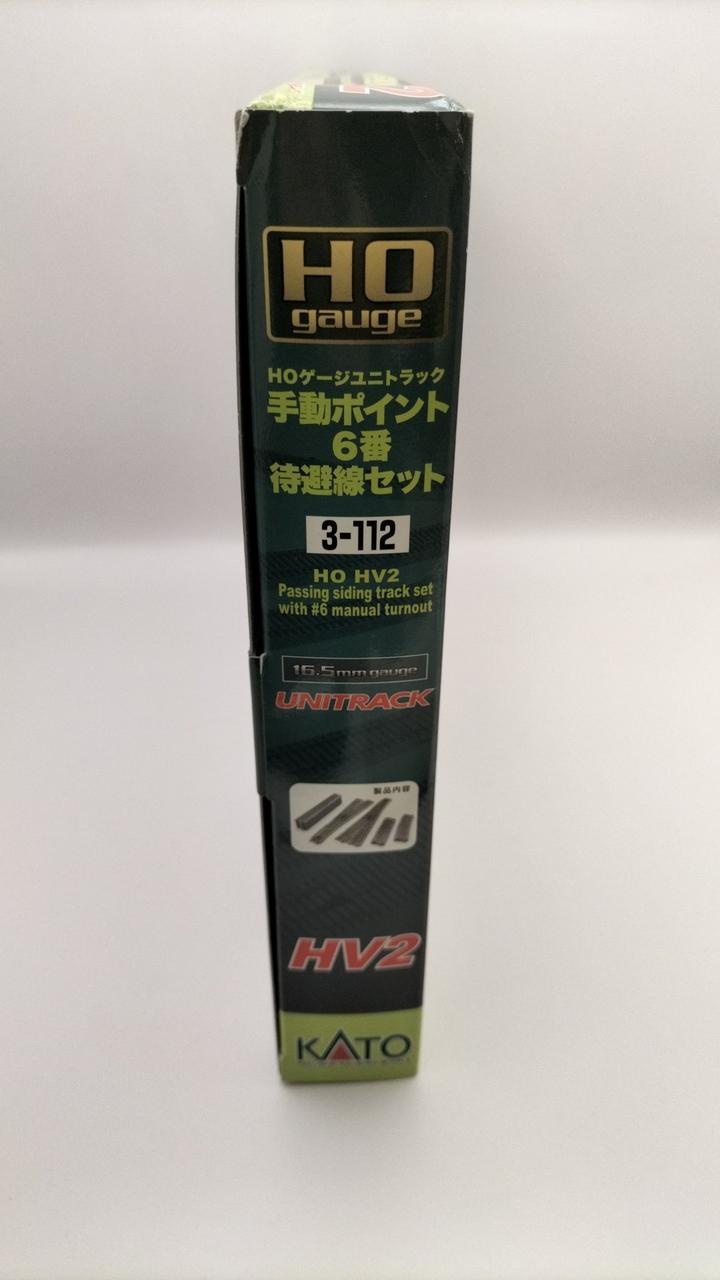 2
HO
gauge
HOゲージユニトラック
手動ポイント
6番
待避線セット
3-112
HO HV2
Passing siding track set
with #6 manual turnout
16.5mm gauge
UNITRACK
製品内容
HV2
KATO